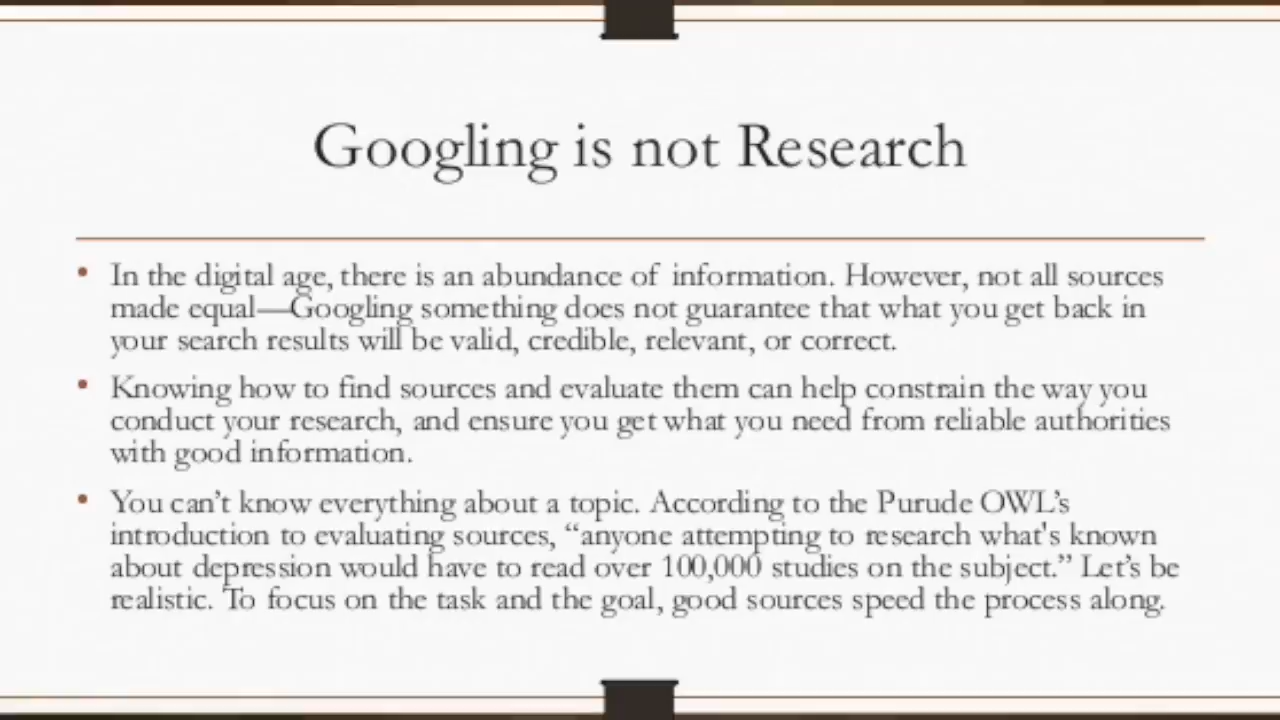 Googling is not Research
• In the digital age, there is an abundance of information. However, not all sources
made equal—Googling something does not guarantee that what you get back in
your search results will be valid, credible, relevant, or correct.
• Knowing how to find sources and evaluate them can help constrain the way you
conduct your research, and ensure you get what you need from reliable authorities
with good information.
• You can’t know everything about a topic. According to the Purude OWL’s
introduction to evaluating sources, “anyone attempting to research what's known
about depression would have to read over 100,000 studies on the subject.” Let’s be
realistic. To focus on the task and the goal, good sources speed the process along.